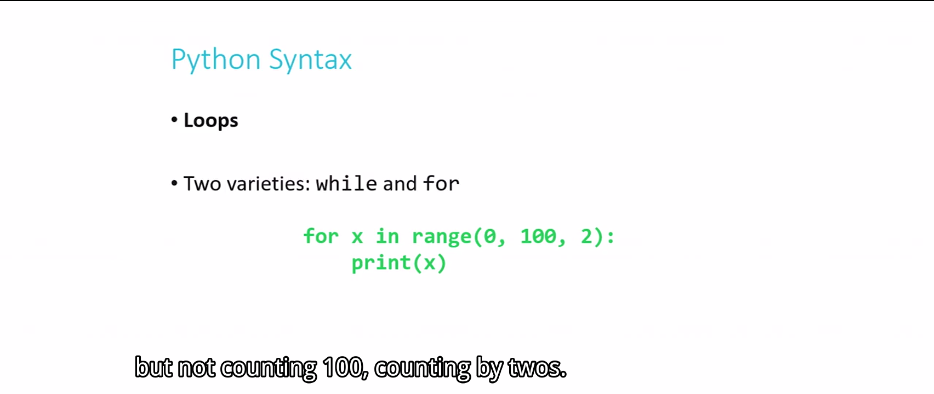 Python Syntax
• Loops
• Two varieties: while and for
for x in range(0, 100, 2):
    print(x)
but not counting 100, counting by twos.